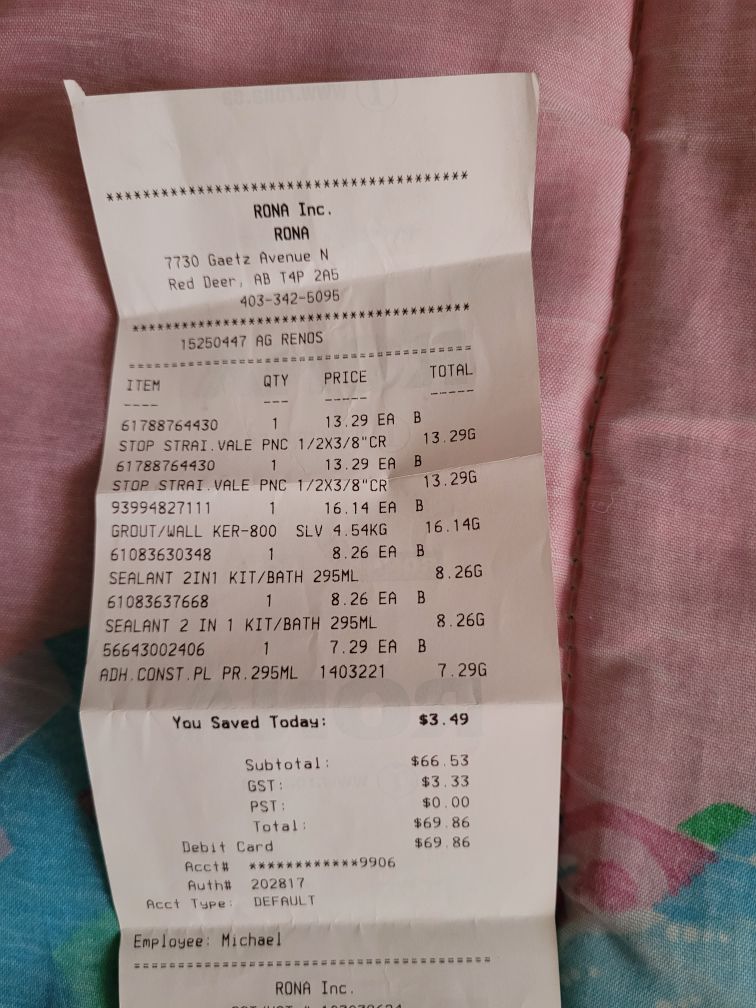 ***************************************
RONA Inc.
RONA
7730 Gaetz Avenue N
Red Deer, AB T4P 2A5
403-342-5095
***************************************
15250447 AG RENOS
========================================
ITEM QTY PRICE TOTAL
---- --- ----- -----
61788764430 1 13.29 EA B
STOP STRAI.VALE PNC 1/2X3/8"CR 13.29G
61788764430 1 13.29 EA B
STOP STRAI.VALE PNC 1/2X3/8"CR 13.29G
93994827111 1 16.14 EA B
GROUT/WALL KER-800 SLV 4.54KG 16.14G
61083630348 1 8.26 EA B
SEALANT 2IN1 KIT/BATH 295ML 8.26G
61083637668 1 8.26 EA B
SEALANT 2 IN 1 KIT/BATH 295ML 8.26G
56643002406 1 7.29 EA B
ADH.CONST.PL PR.295ML 1403221 7.29G
You Saved Today: $3.49
Subtotal: $66.53
GST: $3.33
PST: $0.00
Total: $69.86
Debit Card $69.86
Acct# ************9906
Auth# 202817
Acct Type: DEFAULT
Employee: Michael
========================================
RONA Inc.